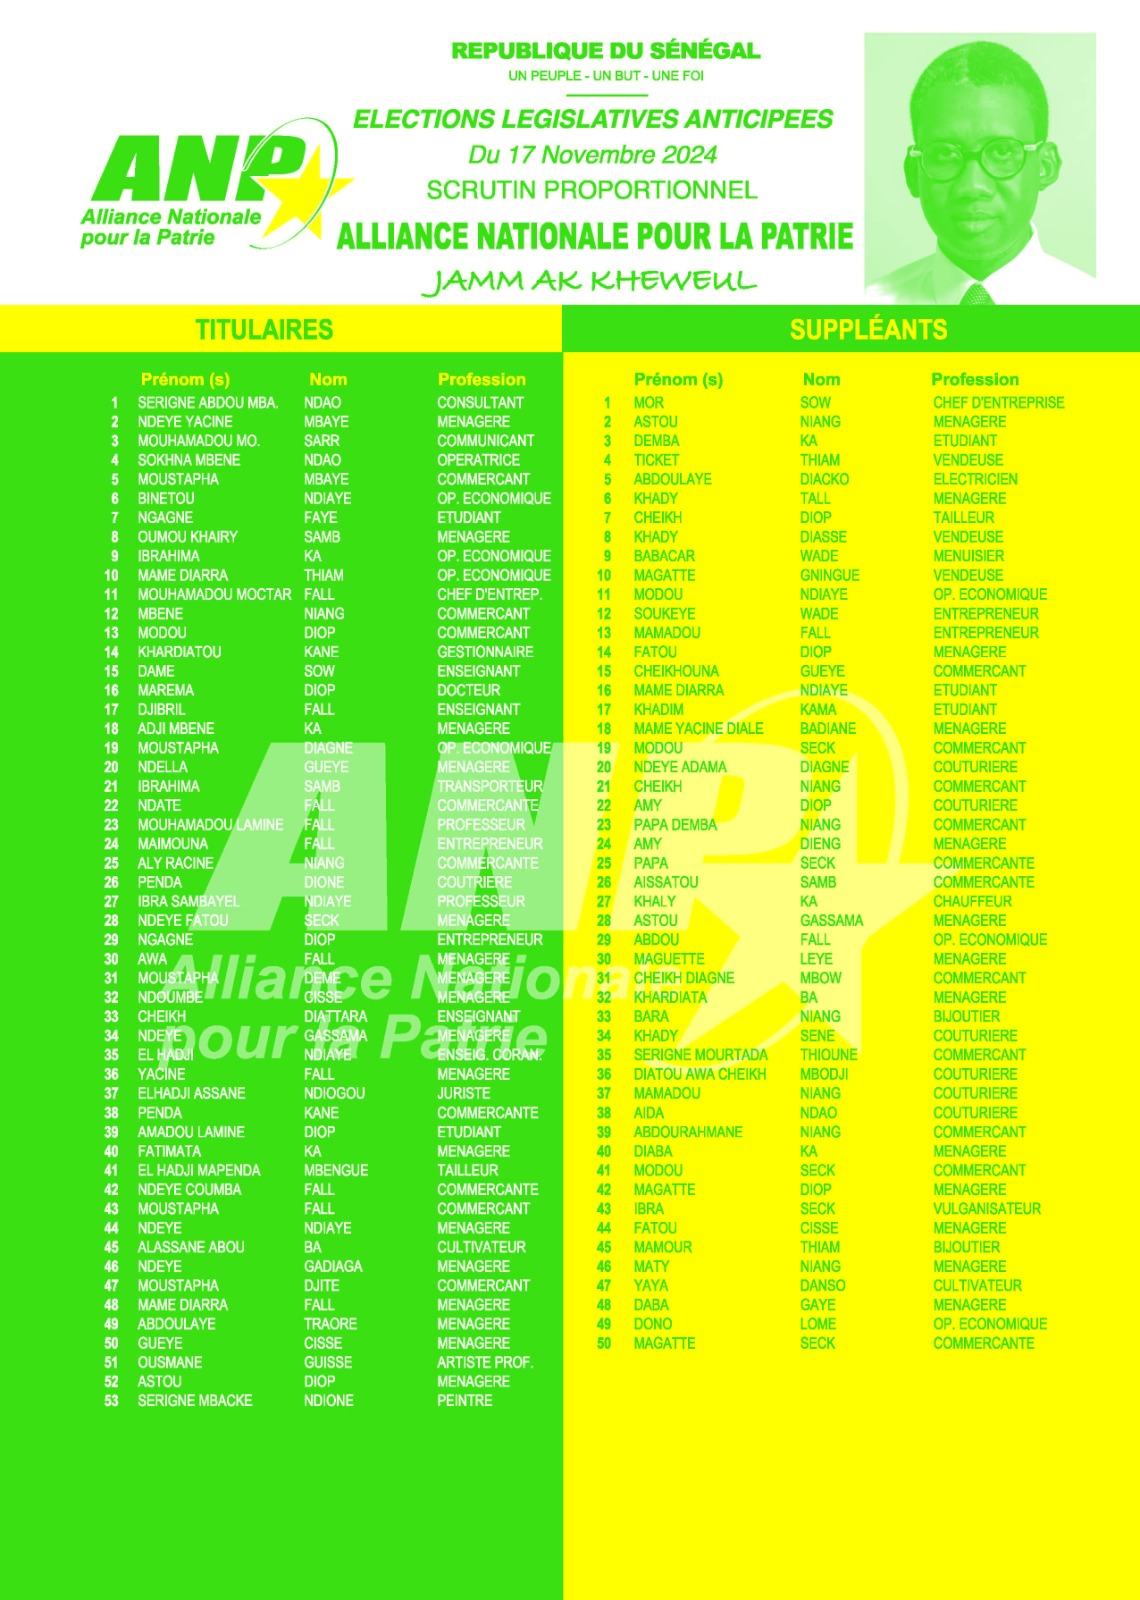 REPUBLIQUE DU SÉNÉGAL
UN PEUPLE - UN BUT - UNE FOI
ELECTIONS LEGISLATIVES ANTICIPEES
Du 17 Novembre 2024
SCRUTIN PROPORTIONNEL
ALLIANCE NATIONALE POUR LA PATRIE
JAMM AK KHEWEUL
ANP
Alliance Nationale
pour la Patrie
TITULAIRES
Prénom (s) Nom Profession
1 SERIGNE ABDOU MBA. NDAO CONSULTANT
2 NDEYE YACINE MBAYE MENAGERE
3 MOUHAMADOU MO. SARR COMMUNICANT
4 SOKHNA MBENE NDAO OPERATRICE
5 MOUSTAPHA MBAYE COMMERCANT
6 BINETOU NDIAYE OP. ECONOMIQUE
7 NGAGNE FAYE ETUDIANT
8 OUMOU KHAIRY SAMB MENAGERE
9 IBRAHIMA KA OP. ECONOMIQUE
10 MAME DIARRA THIAM OP. ECONOMIQUE
11 MOUHAMADOU MOCTAR FALL CHEF D'ENTREP.
12 MBENE NIANG COMMERCANT
13 MODOU DIOP COMMERCANT
14 KHARDIATOU KANE GESTIONNAIRE
15 DAME SOW ENSEIGNANT
16 MAREMA DIOP DOCTEUR
17 DJIBRIL FALL ENSEIGNANT
18 ADJI MBENE KA MENAGERE
19 MOUSTAPHA DIAGNE OP. ECONOMIQUE
20 NDELLA GUEYE MENAGERE
21 IBRAHIMA SAMB TRANSPORTEUR
22 NDATE FALL COMMERCANTE
23 MOUHAMADOU LAMINE FALL PROFESSEUR
24 MAIMOUNA FALL ENTREPRENEUR
25 ALY RACINE NIANG COMMERCANTE
26 PENDA DIONE COUTRIERE
27 IBRA SAMBAYEL NDIAYE PROFESSEUR
28 NDEYE FATOU SECK MENAGERE
29 NGAGNE DIOP ENTREPRENEUR
30 AWA FALL MENAGERE
31 MOUSTAPHA DEME MENAGERE
32 NDOUMBE CISSE MENAGERE
33 CHEIKH DIATTARA ENSEIGNANT
34 NDEYE GASSAMA MENAGERE
35 EL HADJI NDIAYE ENSEIG. CORAN.
36 YACINE FALL MENAGERE
37 ELHADJI ASSANE NDIOGOU JURISTE
38 PENDA KANE COMMERCANTE
39 AMADOU LAMINE DIOP ETUDIANT
40 FATIMATA KA MENAGERE
41 EL HADJI MAPENDA MBENGUE TAILLEUR
42 NDEYE COUMBA FALL COMMERCANTE
43 MOUSTAPHA FALL COMMERCANT
44 NDEYE NDIAYE MENAGERE
45 ALASSANE ABOU BA CULTIVATEUR
46 NDEYE GADIAGA MENAGERE
47 MOUSTAPHA DJITE COMMERCANT
48 MAME DIARRA FALL MENAGERE
49 ABDOULAYE TRAORE MENAGERE
50 GUEYE CISSE MENAGERE
51 OUSMANE GUISSE ARTISTE PROF.
52 ASTOU DIOP MENAGERE
53 SERIGNE MBACKE NDIONE PEINTRE
SUPPLÉANTS
Prénom (s) Nom Profession
1 MOR SOW CHEF D'ENTREPRISE
2 ASTOU NIANG MENAGERE
3 DEMBA KA ETUDIANT
4 TICKET THIAM VENDEUSE
5 ABDOULAYE DIACKO ELECTRICIEN
6 KHADY TALL MENAGERE
7 CHEIKH DIOP TAILLEUR
8 KHADY DIASSE VENDEUSE
9 BABACAR WADE MENUISIER
10 MAGATTE GNINGUE VENDEUSE
11 MODOU NDIAYE OP. ECONOMIQUE
12 SOUKEYE WADE ENTREPRENEUR
13 MAMADOU FALL ENTREPRENEUR
14 FATOU DIOP MENAGERE
15 CHEIKHOUNA GUEYE COMMERCANT
16 MAME DIARRA NDIAYE ETUDIANT
17 KHADIM KAMA ETUDIANT
18 MAME YACINE DIALE BADIANE MENAGERE
19 MODOU SECK COMMERCANT
20 NDEYE ADAMA DIAGNE COUTURIERE
21 CHEIKH NIANG COMMERCANT
22 AMY DIOP COUTURIERE
23 PAPA DEMBA NIANG COMMERCANT
24 AMY DIENG MENAGERE
25 PAPA SECK COMMERCANTE
26 AISSATOU SAMB COMMERCANTE
27 KHALY KA CHAUFFEUR
28 ASTOU GASSAMA MENAGERE
29 ABDOU FALL OP. ECONOMIQUE
30 MAGUETTE LEYE MENAGERE
31 CHEIKH DIAGNE MBOW COMMERCANT
32 KHARDIATA BA MENAGERE
33 BARA NIANG BIJOUTIER
34 KHADY SENE COUTURIERE
35 SERIGNE MOURTADA THIOUNE COMMERCANT
36 DIATOU AWA CHEIKH MBODJI COUTURIERE
37 MAMADOU NIANG COUTURIERE
38 AIDA NDAO COUTURIERE
39 ABDOURAHMANE NIANG COMMERCANT
40 DIABA KA MENAGERE
41 MODOU SECK COMMERCANT
42 MAGATTE DIOP MENAGERE
43 IBRA SECK VULGANISATEUR
44 FATOU CISSE MENAGERE
45 MAMOUR THIAM BIJOUTIER
46 MATY NIANG MENAGERE
47 YAYA DANSO CULTIVATEUR
48 DABA GAYE MENAGERE
49 DONO LOME OP. ECONOMIQUE
50 MAGATTE SECK COMMERCANTE
ANP
Alliance Nationale
pour la Patrie